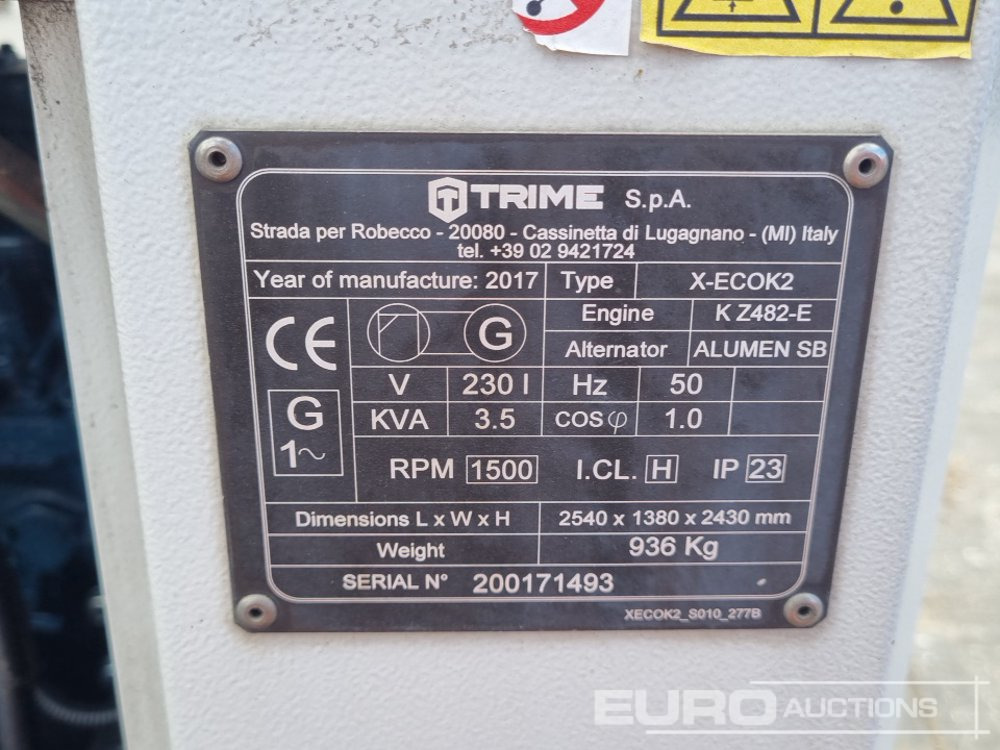 TRIME S.p.A.
Strada per Robecco - 20080 - Cassinetta di Lugagnano - (MI) Italy
tel. +39 02 9421724
Year of manufacture: 2017 Type X-ECOK2
CE G Engine K Z482-E
Alternator ALUMEN SB
V 230 I Hz 50
G 1~ KVA 3.5 COS φ 1.0
RPM 1500 I.CL. H IP 23
Dimensions L x W x H 2540 x 1380 x 2430 mm
Weight 936 Kg
SERIAL N° 200171493
XECOK2_S010_277B
EURO AUCTIONS